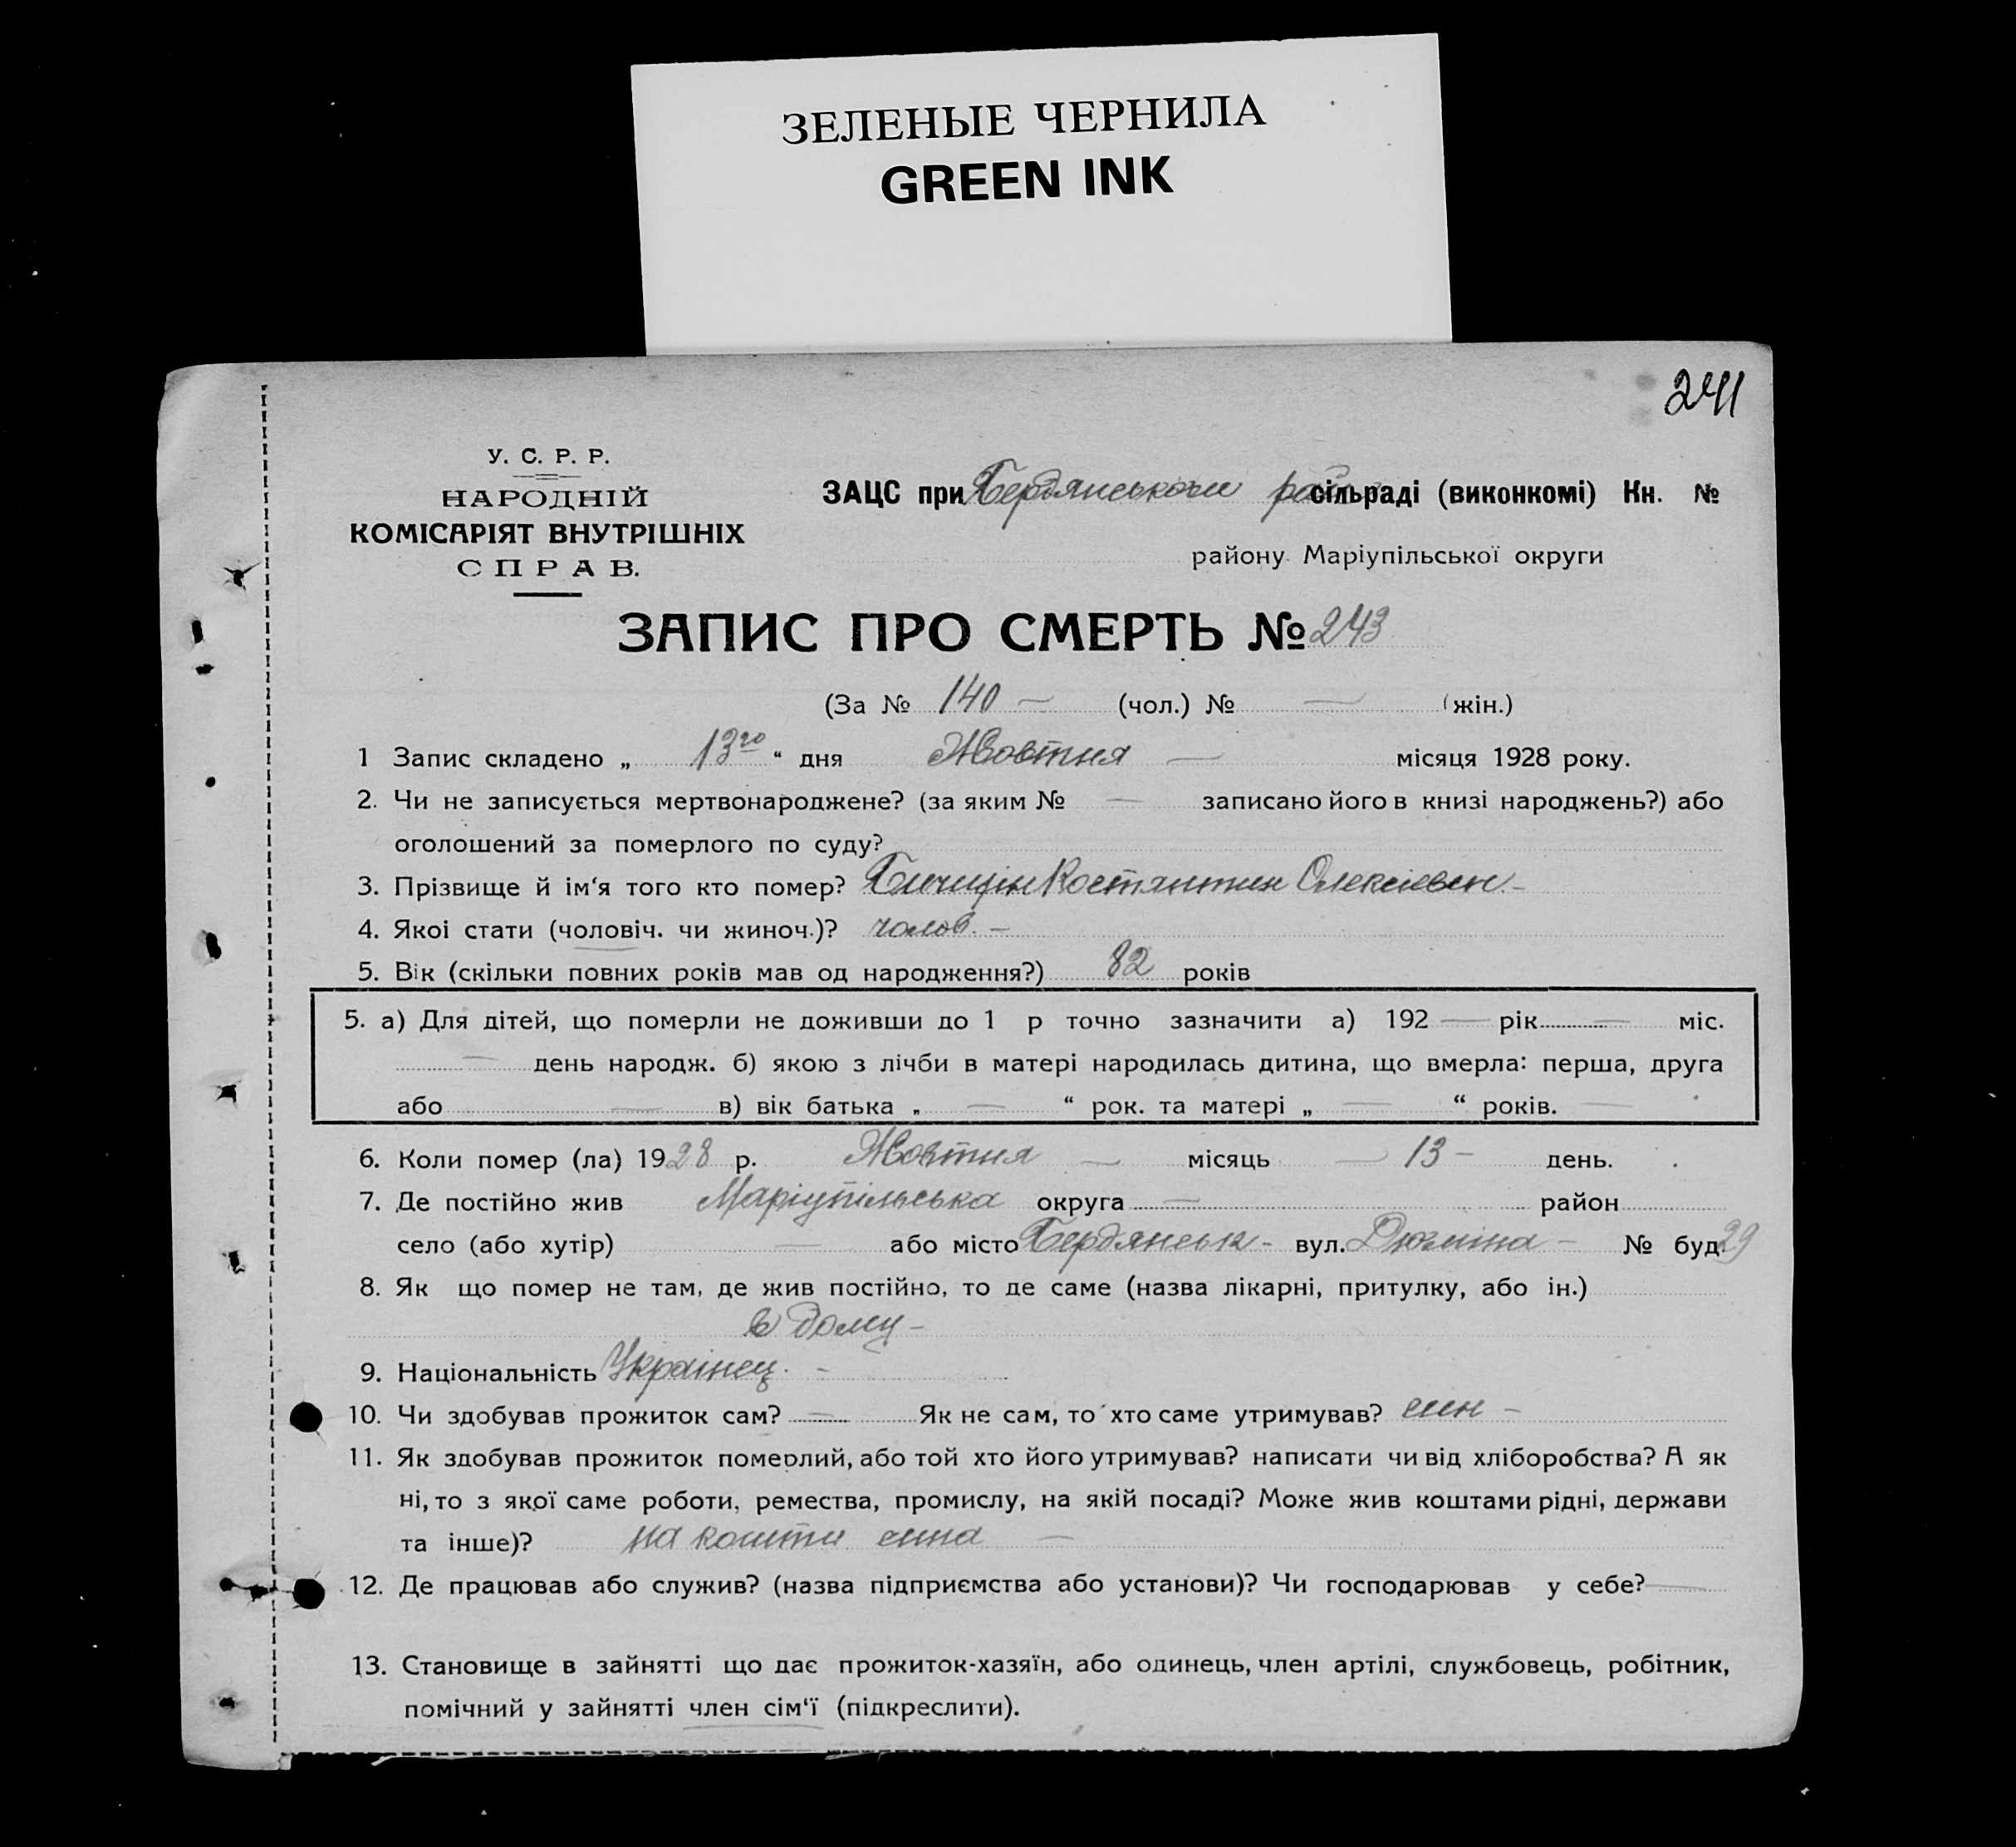 ЗЕЛЕНЫЕ ЧЕРНИЛА
GREEN INK
241
У. С. Р. Р.
НАРОДНІЙ
КОМІСАРІЯТ ВНУТРІШНІХ
СПРАВ.
ЗАЦС при Бердянськом рай сільраді (виконкомі) Кн. №
району Маріупільської округи
ЗАПИС ПРО СМЕРТЬ № 243
(За № 140 — (чол.) № — (жін.)
1 Запис складено „ 13го “ дня Жовтня — місяця 1928 року.
2. Чи не записується мертвонароджене? (за яким № — записано його в книзі народжень?) або
оголошений за померлого по суду?
3. Прізвище й ім‘я того кто помер? Костянтин Олексієвич —
4. Якоі стати (чоловіч. чи жиноч.)? чолов. —
5. Вік (скільки повних років мав од народження?) 82 років
5. а) Для дітей, що померли не доживши до 1 р точно зазначити а) 192 — рік — міс.
— день народж. б) якою з лічби в матері народилась дитина, що вмерла: перша, друга
або — в) вік батька „ — “ рок. та матері „ — “ років. —
6. Коли помер (ла) 1928 р. Жовтня — місяць — 13 — день.
7. Де постійно жив Маріупільська округа — район
село (або хутір) — або місто Бердянськ - вул. Дюміна — № буд. 29
8. Як що помер не там, де жив постійно, то де саме (назва лікарні, притулку, або ін.)
в дому —
9. Національність Українец. —
10. Чи здобував прожиток сам? — Як не сам, то хто саме утримував? син —
11. Як здобував прожиток померлий, або той хто його утримував? написати чи від хліборобства? А як
ні, то з якої саме роботи, ремества, промислу, на якій посаді? Може жив коштами рідні, держави
та інше)? на кошти сина —
12. Де працював або служив? (назва підприємства або установи)? Чи господарював у себе? —
13. Становище в зайнятті що дає прожиток-хазяїн, або одинець, член артілі, службовець, робітник,
помічний у зайнятті член сім‘ї (підкреслити).